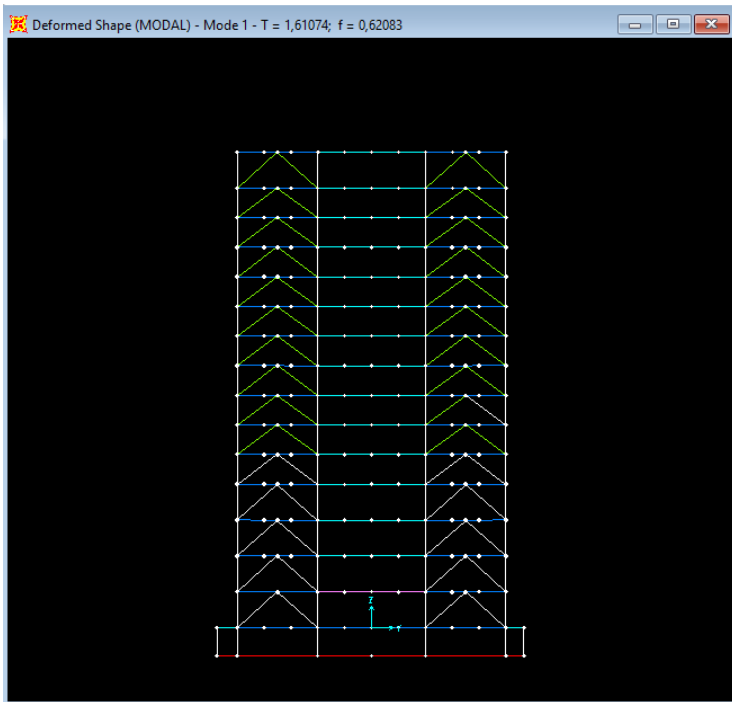 Deformed Shape (MODAL) - Mode 1 - T = 1,61074; f = 0,62083
Z
Y